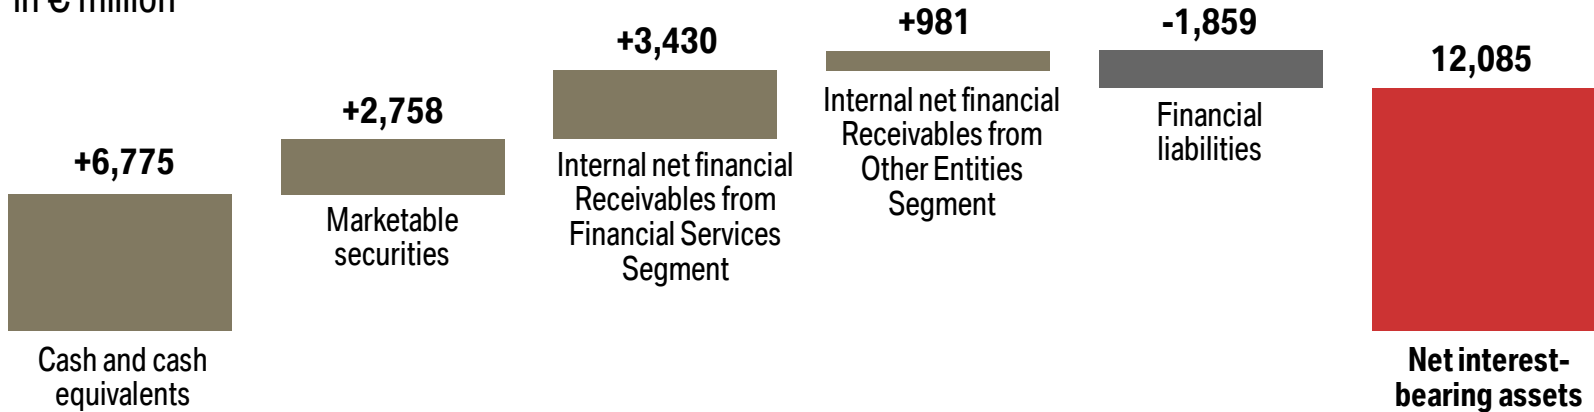 in € million
+6,775
Cash and cash
equivalents
+2,758
Marketable
securities
+3,430
Internal net financial
Receivables from
Financial Services
Segment
+981
Internal net financial
Receivables from
Other Entities
Segment
-1,859
Financial
liabilities
12,085
Net interest-
bearing assets